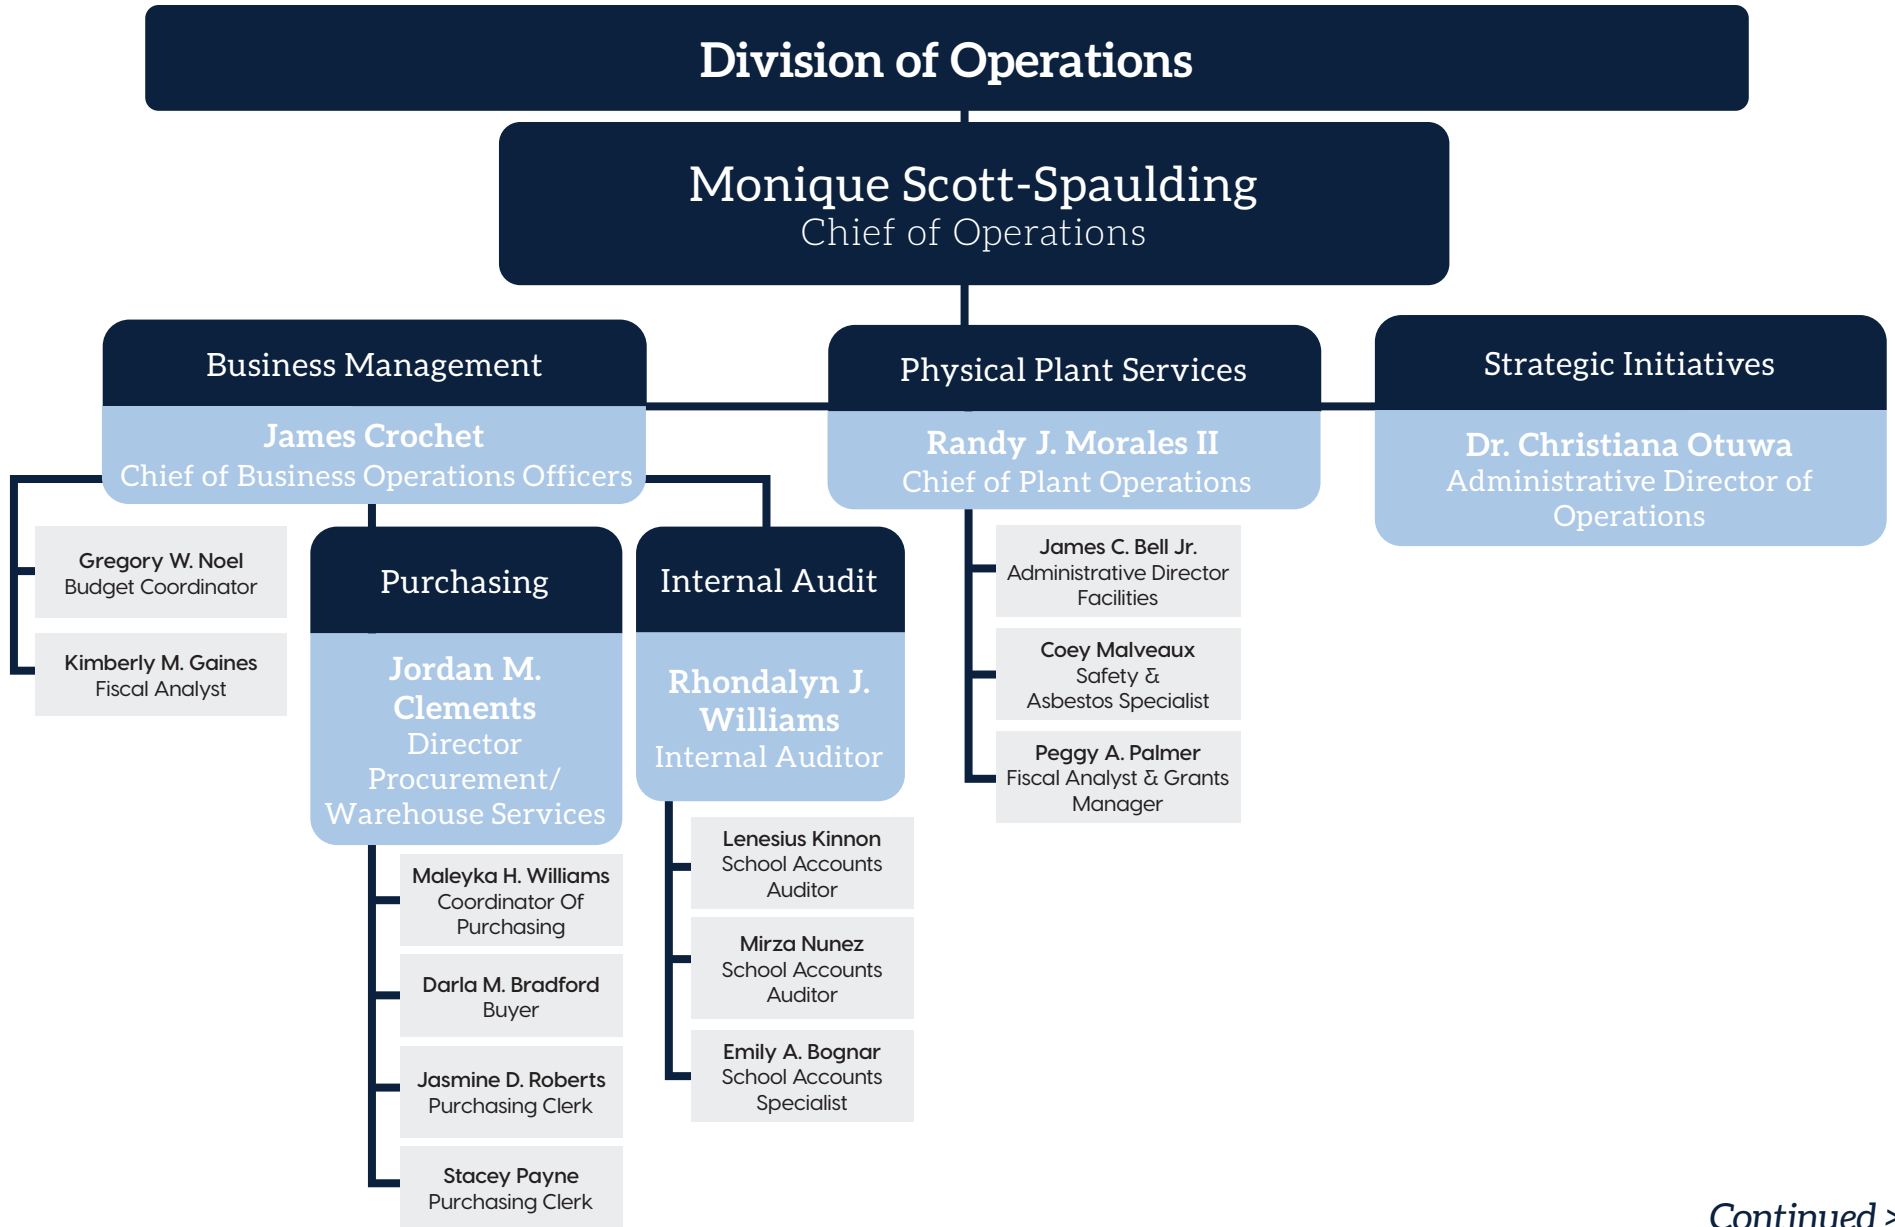 Division of Operations
Monique Scott-Spaulding
Chief of Operations
Business Management
James Crochet
Chief of Business Operations Officers
Gregory W. Noel
Budget Coordinator
Kimberly M. Gaines
Fiscal Analyst
Purchasing
Jordan M.
Clements
Director
Procurement/
Warehouse Services
Maleyka H. Williams
Coordinator Of
Purchasing
Darla M. Bradford
Buyer
Jasmine D. Roberts
Purchasing Clerk
Stacey Payne
Purchasing Clerk
Internal Audit
Rhondalyn J.
Williams
Internal Auditor
Lenesius Kinnon
School Accounts
Auditor
Mirza Nunez
School Accounts
Auditor
Emily A. Bognar
School Accounts
Specialist
Physical Plant Services
Randy J. Morales II
Chief of Plant Operations
James C. Bell Jr.
Administrative Director
Facilities
Coey Malveaux
Safety &
Asbestos Specialist
Peggy A. Palmer
Fiscal Analyst & Grants
Manager
Strategic Initiatives
Dr. Christiana Otuwa
Administrative Director of
Operations
Continued >